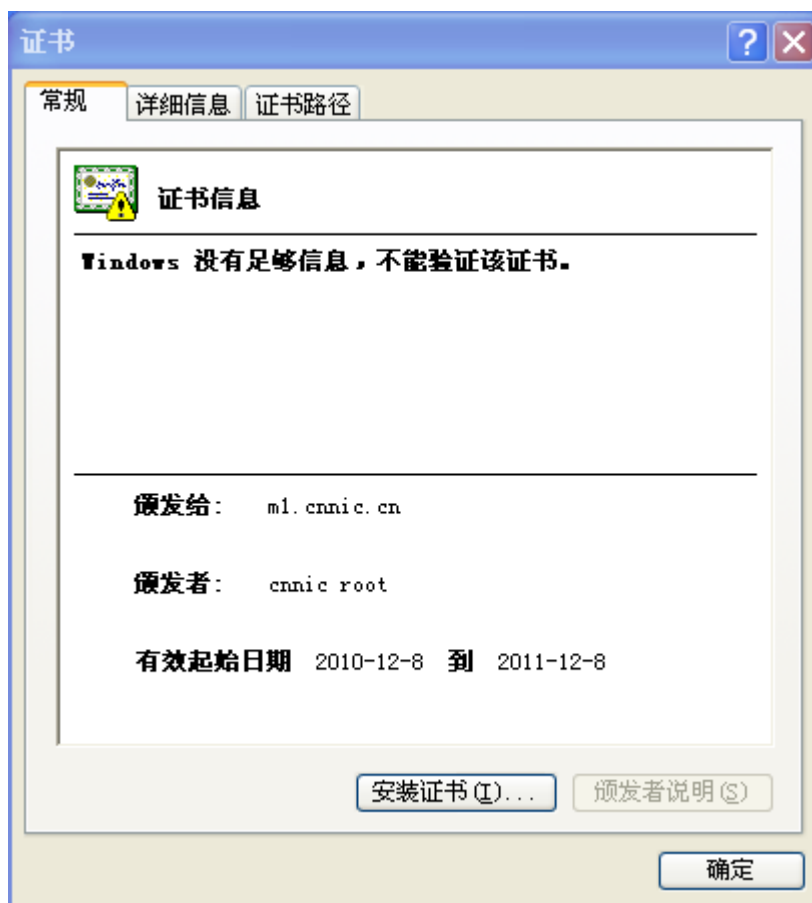 证书
常规 详细信息 证书路径
证书信息
Windows 没有足够信息，不能验证该证书。
颁发给: m1.cnnic.cn
颁发者: cnnic root
有效起始日期 2010-12-8 到 2011-12-8
安装证书(I)... 颁发者说明(S)
确定